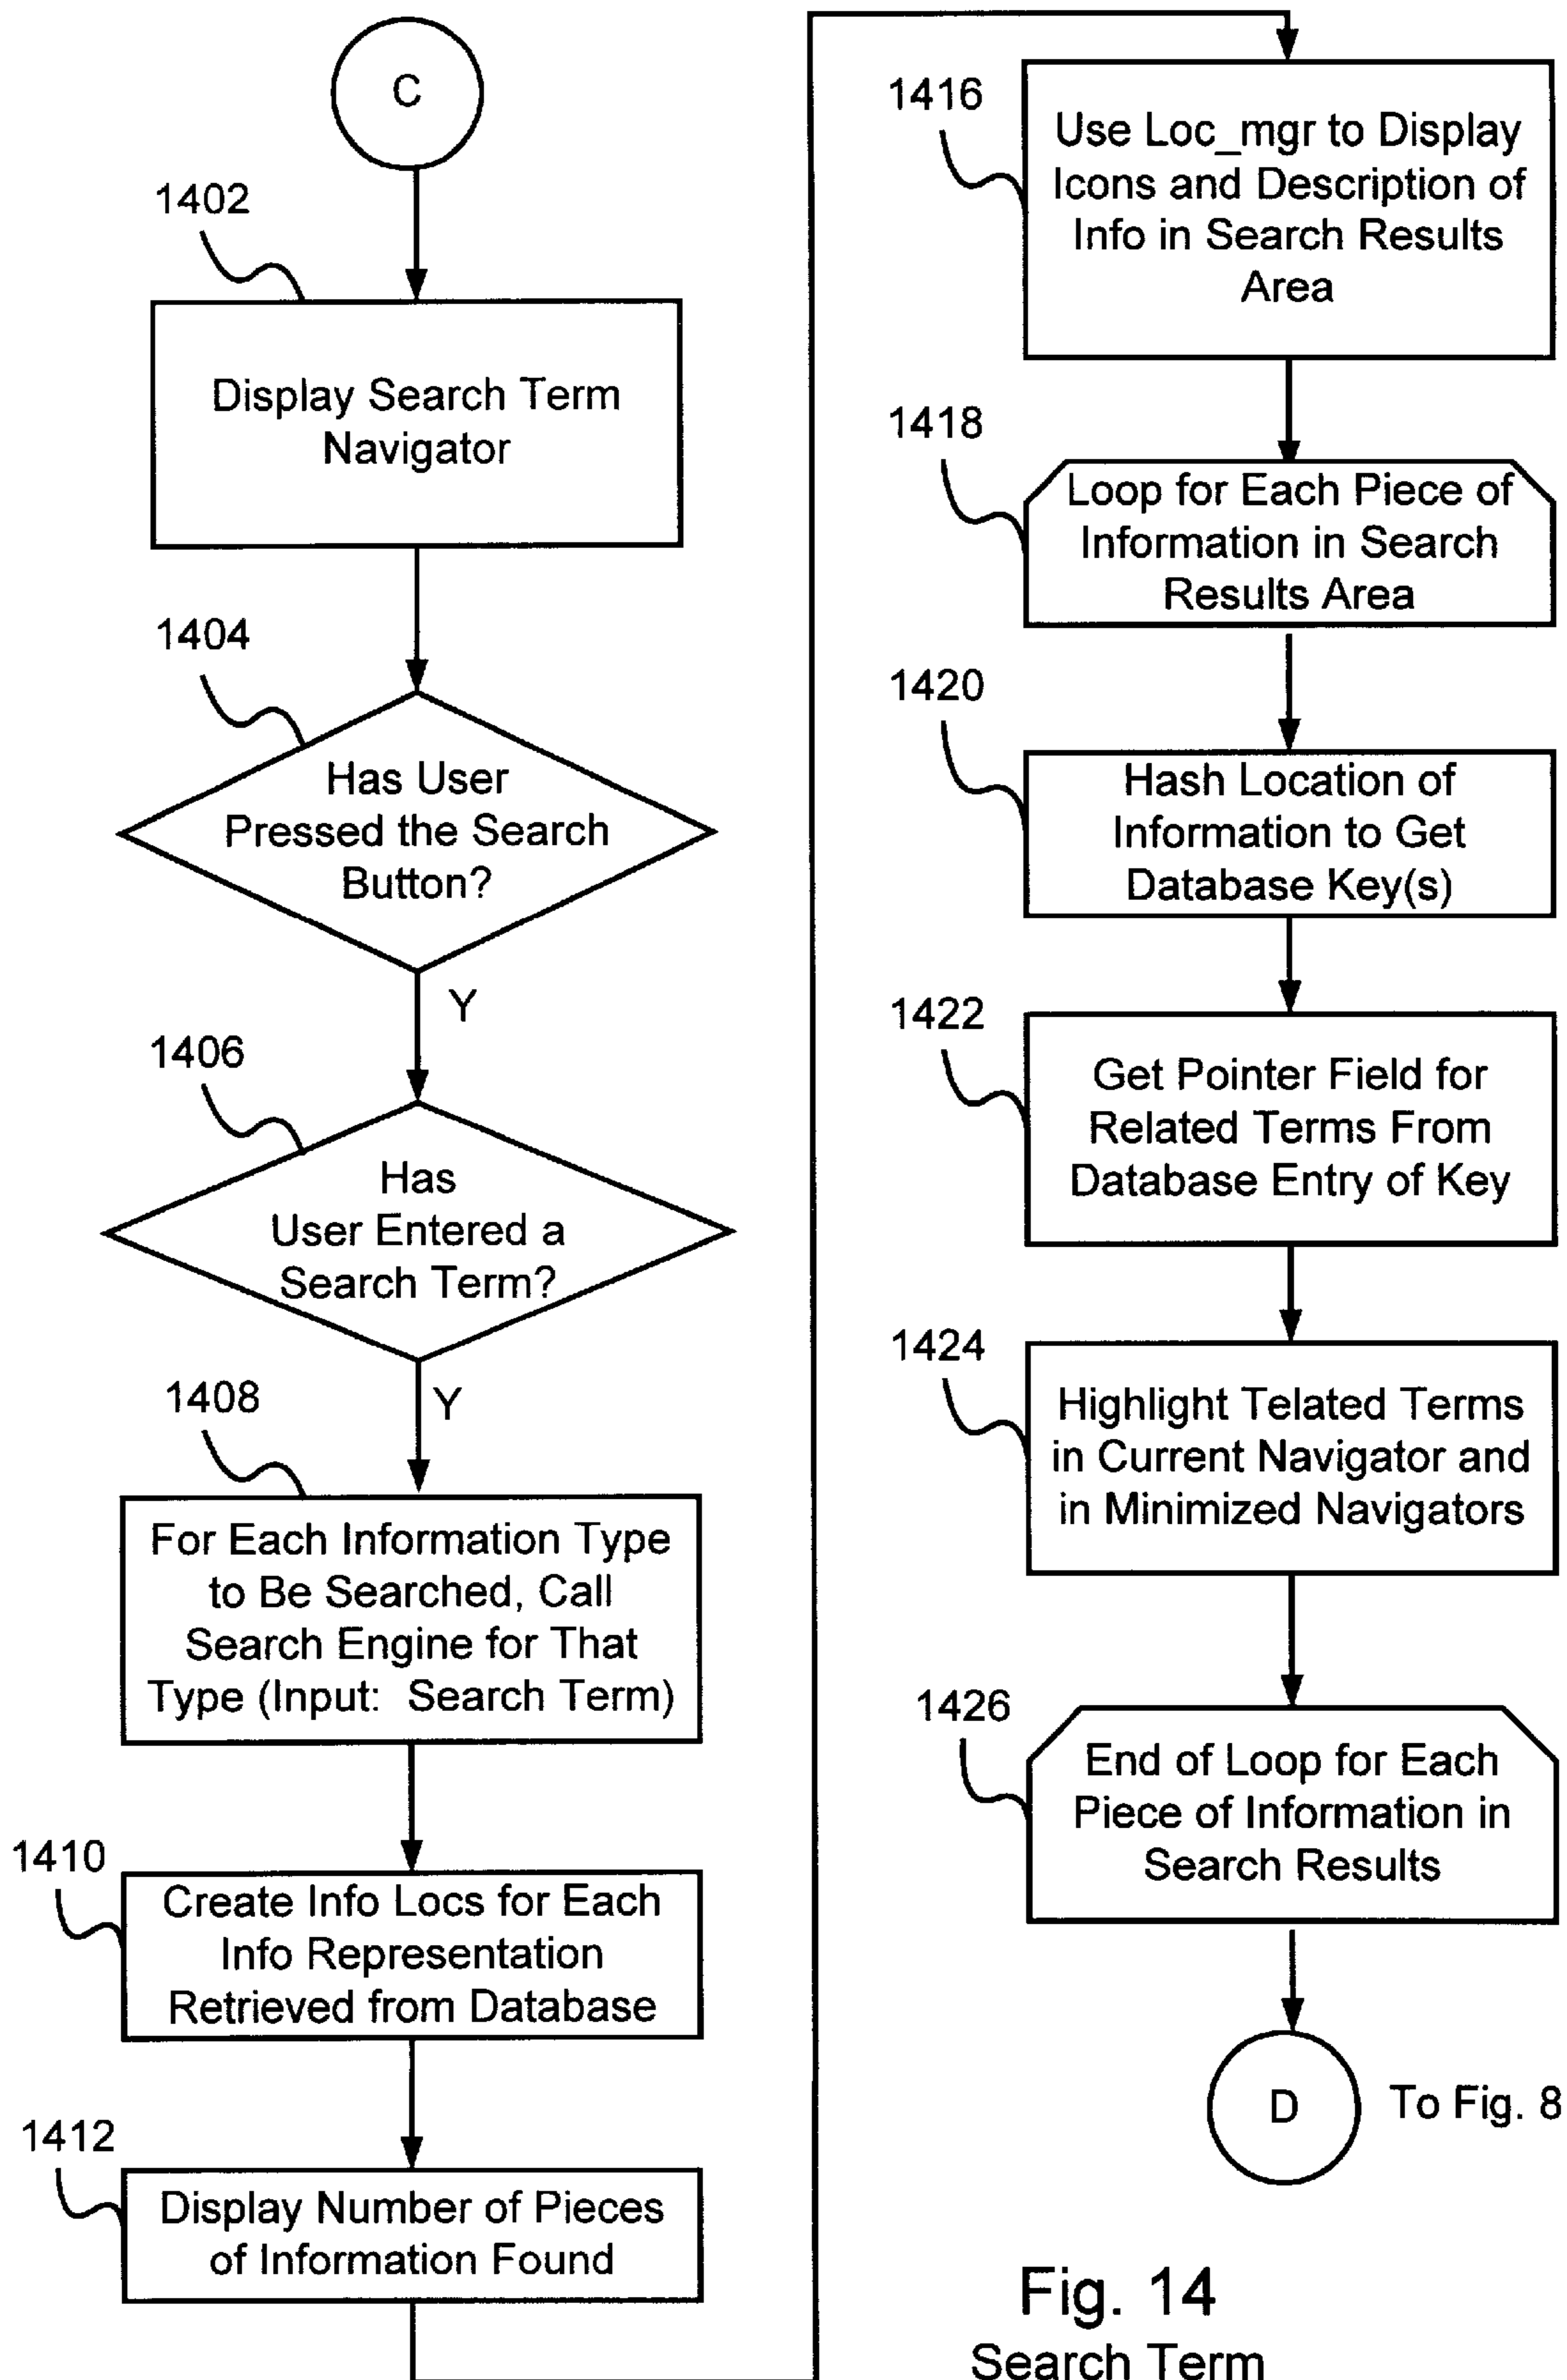 C
1402
Display Search Term
Navigator
1404
Has User
Pressed the Search
Button?
Y
1406
Has
User Entered a
Search Term?
Y
1408
For Each Information Type
to Be Searched, Call
Search Engine for That
Type (Input: Search Term)
1410
Create Info Locs for Each
Info Representation
Retrieved from Database
1412
Display Number of Pieces
of Information Found
1416
Use Loc_mgr to Display
Icons and Description of
Info in Search Results
Area
1418
Loop for Each Piece of
Information in Search
Results Area
1420
Hash Location of
Information to Get
Database Key(s)
1422
Get Pointer Field for
Related Terms From
Database Entry of Key
1424
Highlight Telated Terms
in Current Navigator and
in Minimized Navigators
1426
End of Loop for Each
Piece of Information in
Search Results
D
To Fig. 8
Fig. 14
Search Term